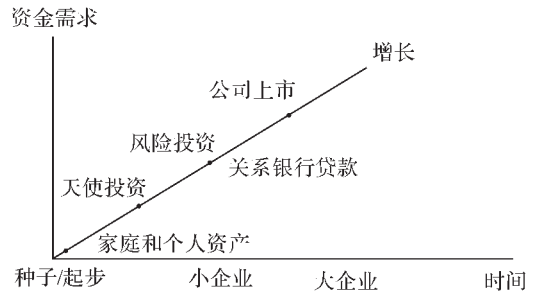 资金需求
增长
公司上市
风险投资
关系银行贷款
天使投资
家庭和个人资产
种子/起步
小企业
大企业
时间